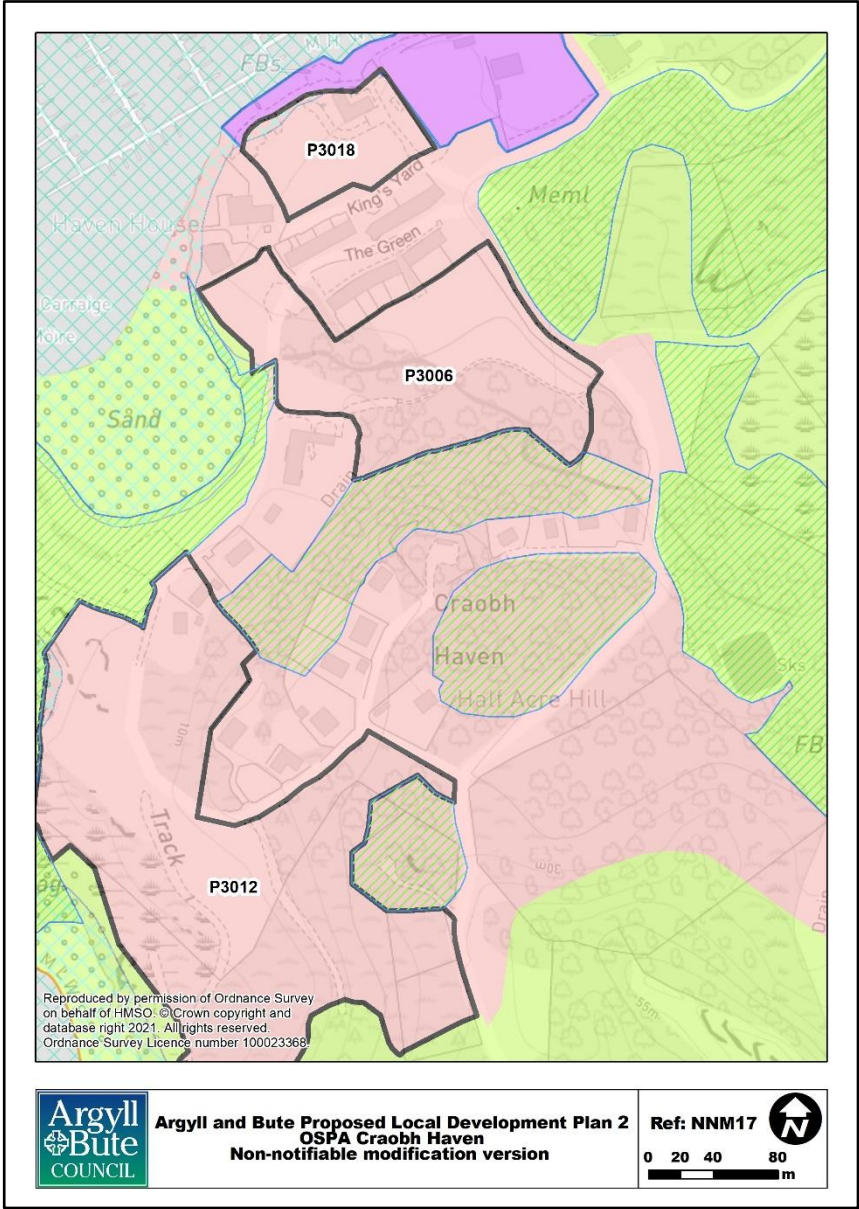 M H W
FBs
P3018
King's Yard
Meml
Haven House
The Green
Carraige
Mòire
P3006
Sand
Drain
Craobh
Haven
Half Acre Hill
Sks
FB
10m
Track
30m
P3012
Drain
M L W
55m
Reproduced by permission of Ordnance Survey
on behalf of HMSO. © Crown copyright and
database right 2021. All rights reserved.
Ordnance Survey Licence number 100023368.
Argyll
&Bute
COUNCIL
Argyll and Bute Proposed Local Development Plan 2
OSPA Craobh Haven
Non-notifiable modification version
Ref: NNM17
N
0 20 40 80
m